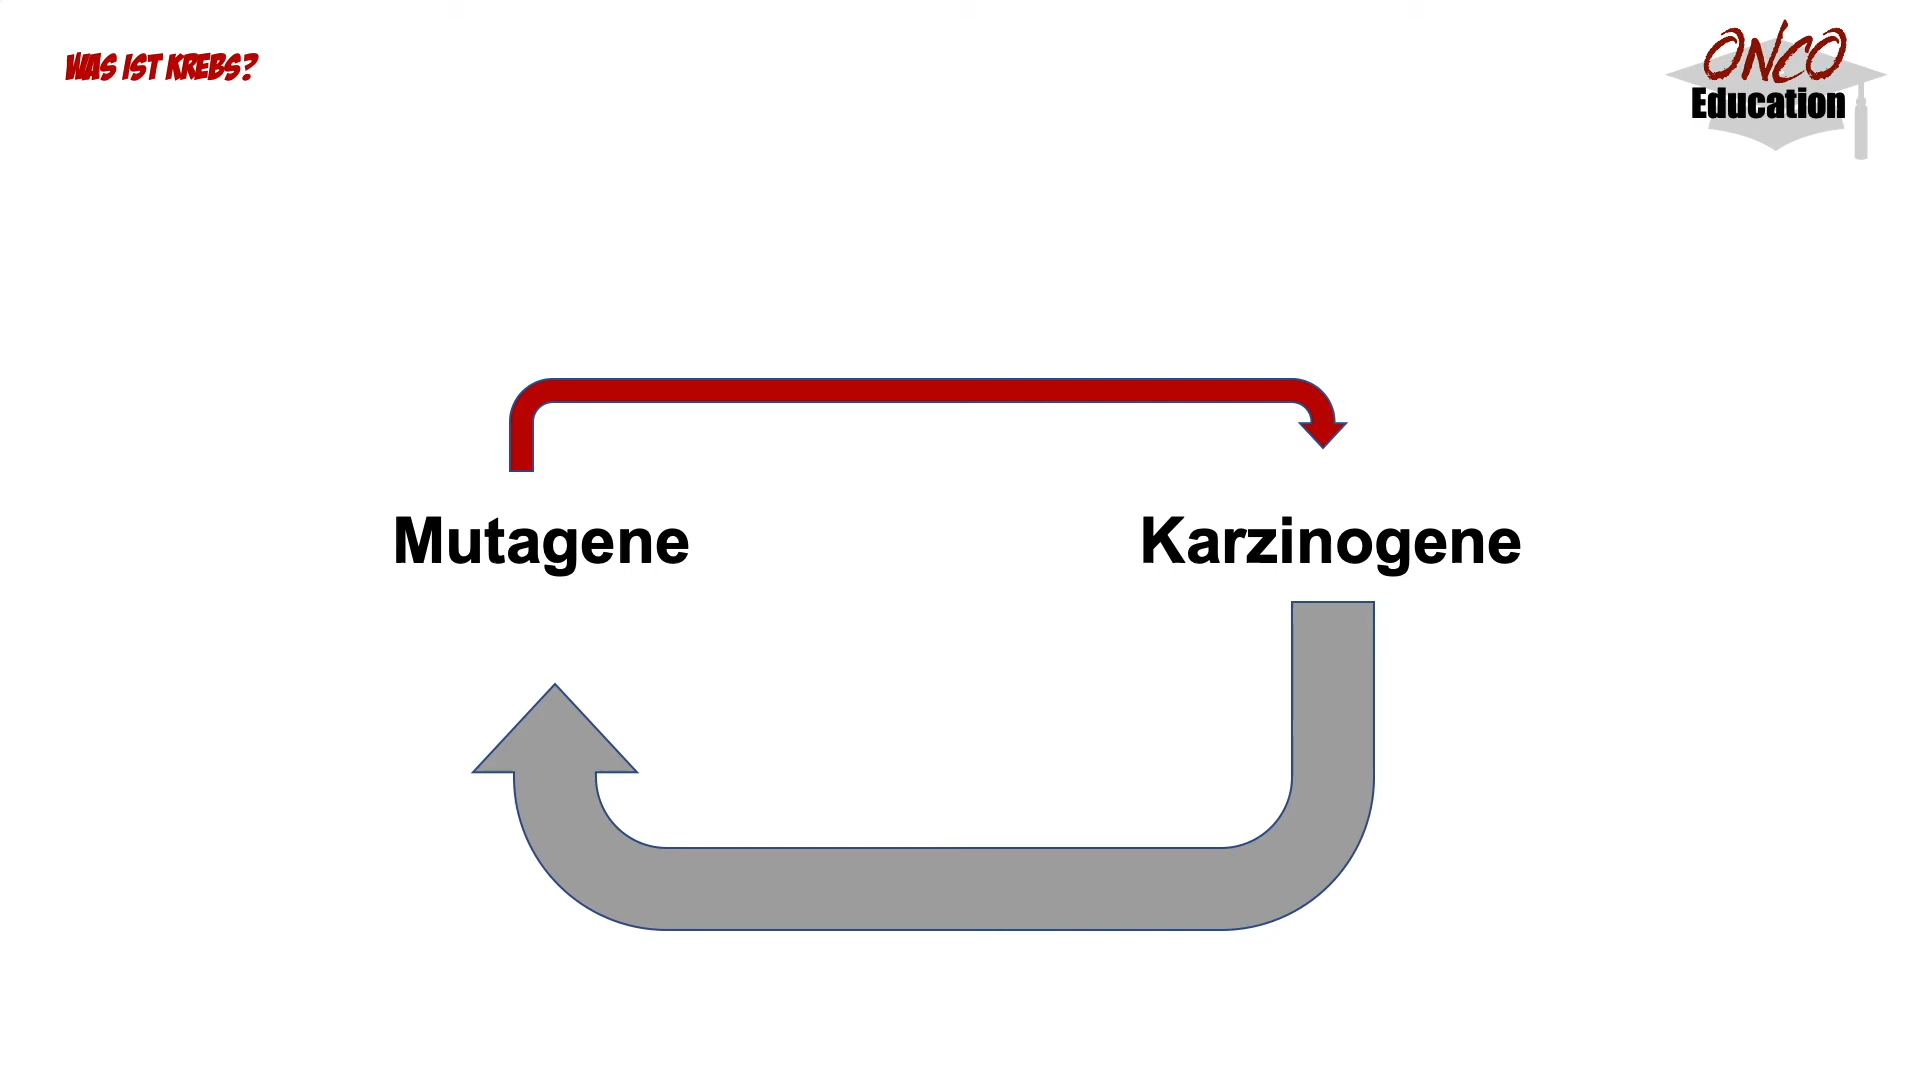 WAS IST KREBS?
ONCO
Education
Mutagene
Karzinogene